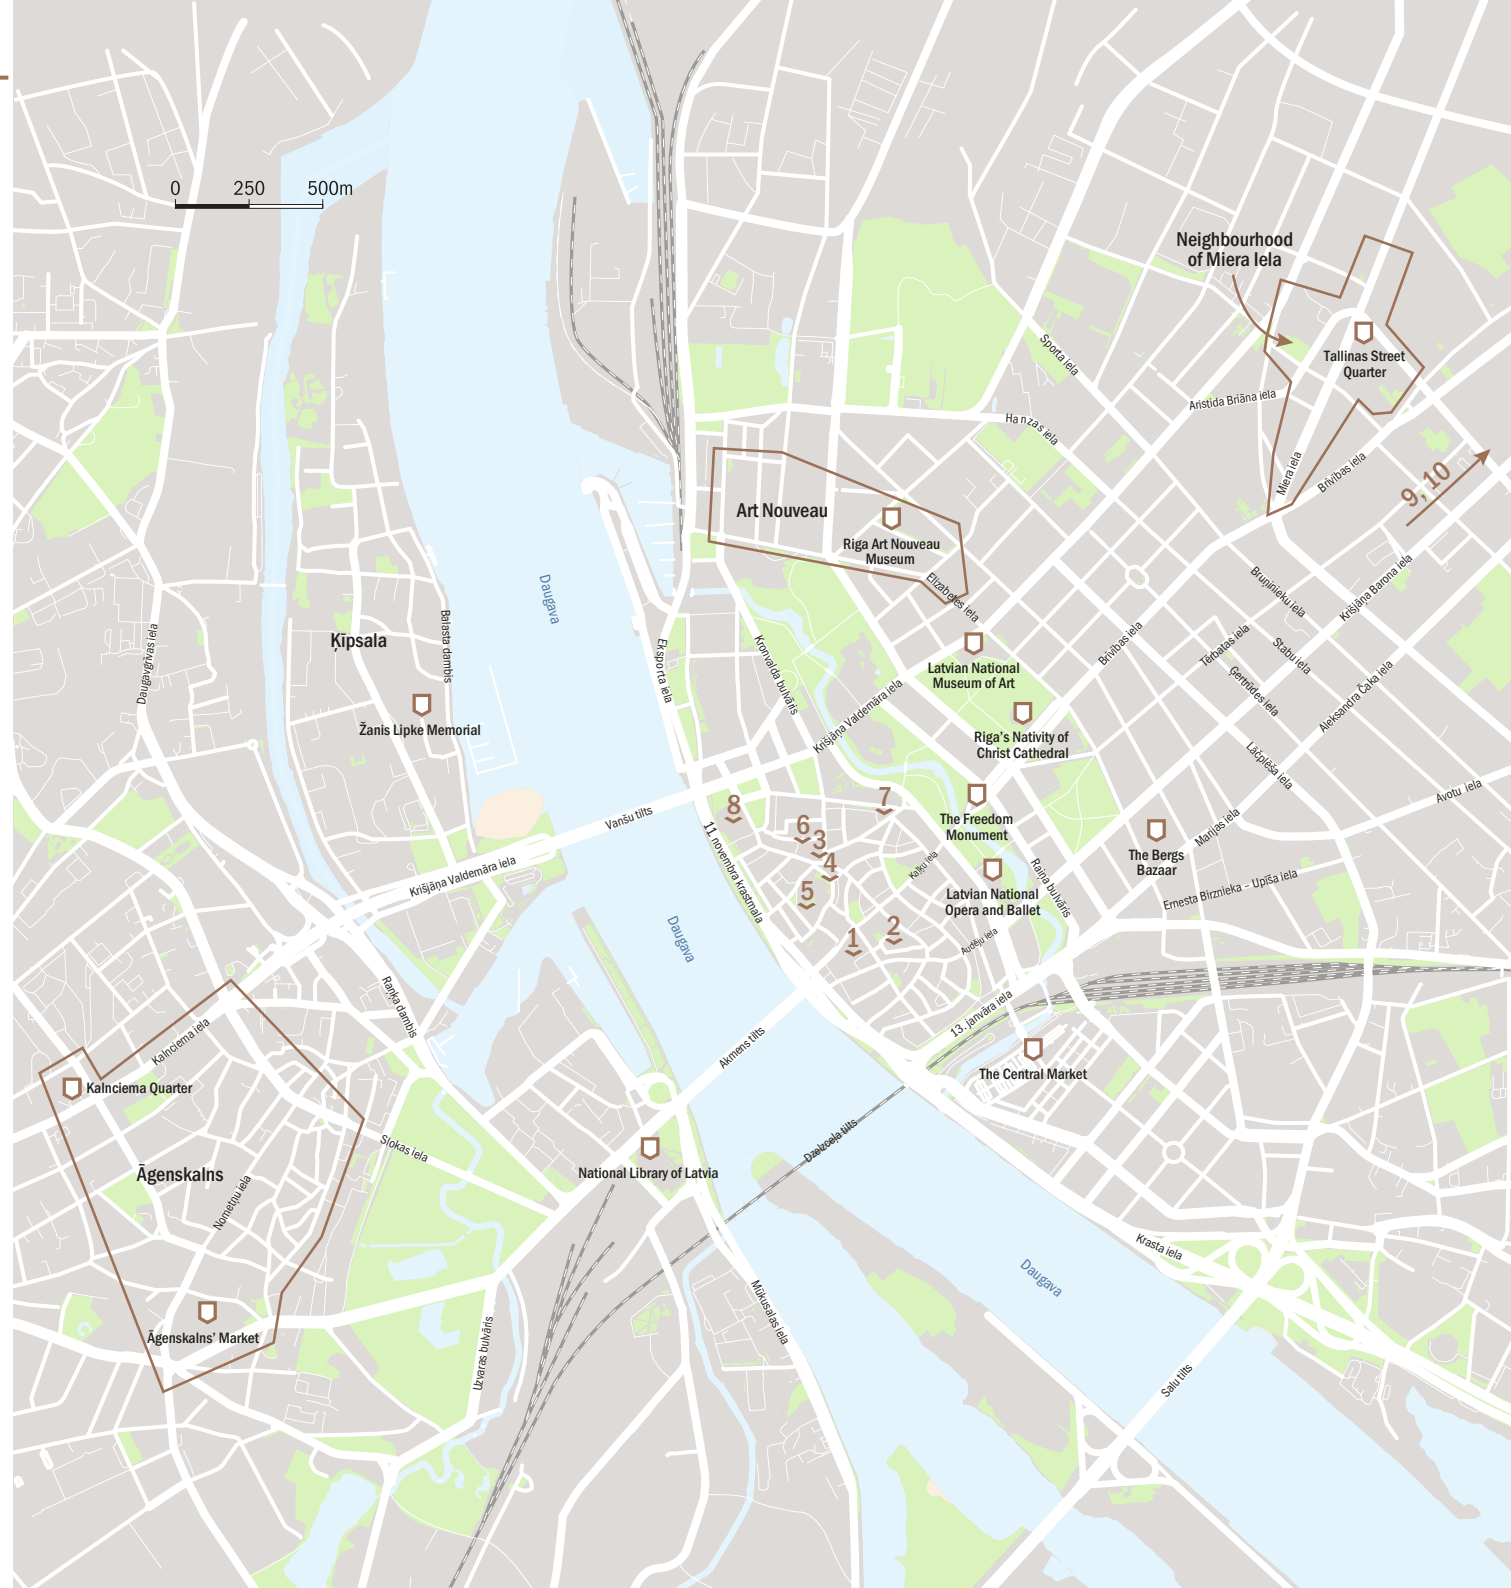 0 250 500m
Neighbourhood
of Miera Iela
Tallinas Street
Quarter
Sporta iela
Aristida Briāna iela
Hanzas iela
Miera iela
Brīvības iela
9, 10
Art Nouveau
Riga Art Nouveau
Museum
Elizabetes iela
Daugava
Bruņinieku iela
Krišjāņa Barona iela
Ķīpsala
Balasta dambis
Daugavgrīvas iela
Eksporta iela
Kronvalda bulvāris
Latvian National
Museum of Art
Brīvības iela
Tērbatas iela
Stabu iela
Ģertrūdes iela
Aleksandra Čaka iela
Žanis Lipke Memorial
Krišjāņa Valdemāra iela
Riga's Nativity of
Christ Cathedral
Lāčplēša iela
Avotu iela
8
7
6
3
4
5
2
1
The Freedom
Monument
Vanšu tilts
11. novembra krastmala
Marijas iela
The Bergs
Bazaar
Kaļķu iela
Krišjāņa Valdemāra iela
Latvian National
Opera and Ballet
Raiņa bulvāris
Ernesta Birznieka – Upīša iela
Daugava
Audēju iela
Raņķa dambis
13. janvāra iela
Kalnciema iela
Akmens tilts
The Central Market
Kalnciema Quarter
Slokas iela
Dzelzceļa tilts
National Library of Latvia
Āgenskalns
Nometņu iela
Krasta iela
Daugava
Mūkusalas iela
Āgenskalns' Market
Uzvaras bulvāris
Salu tilts